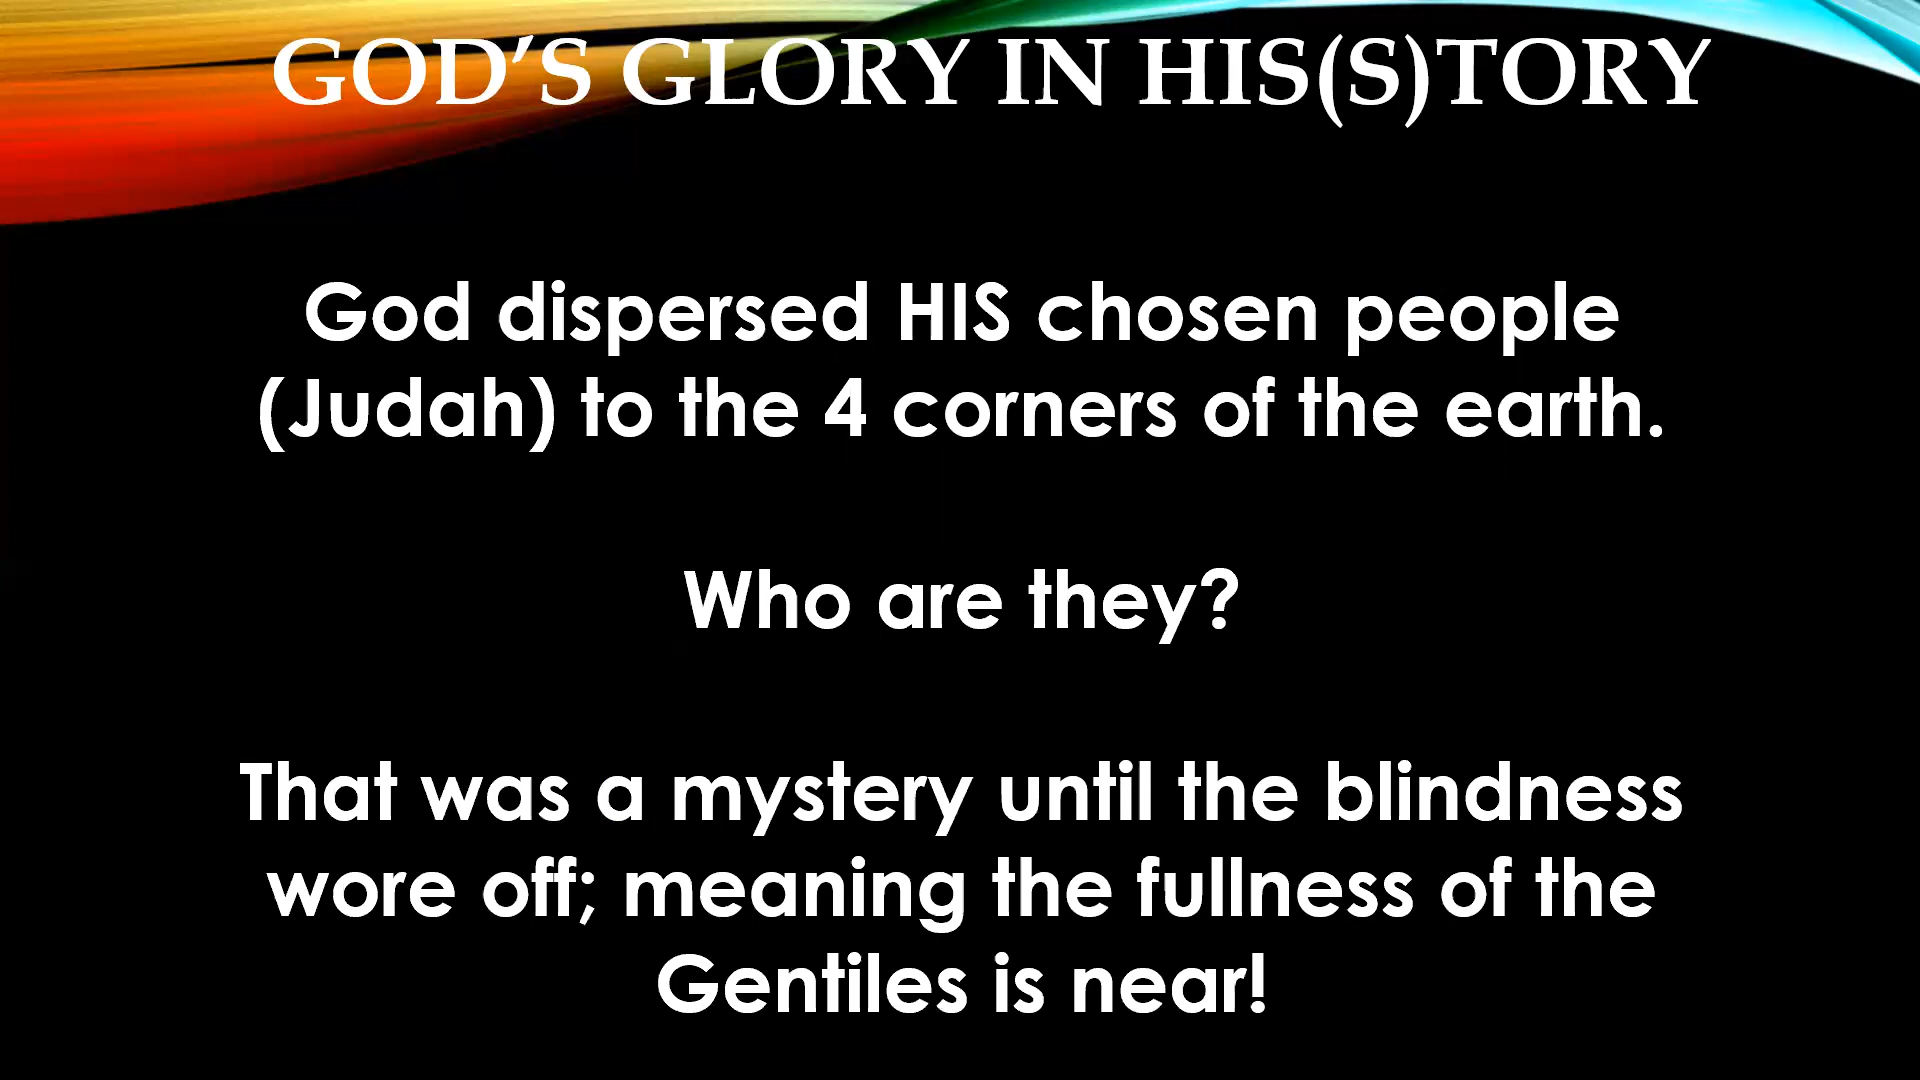 GOD’S GLORY IN HIS(S)TORY
God dispersed HIS chosen people
(Judah) to the 4 corners of the earth.
Who are they?
That was a mystery until the blindness
wore off; meaning the fullness of the
Gentiles is near!